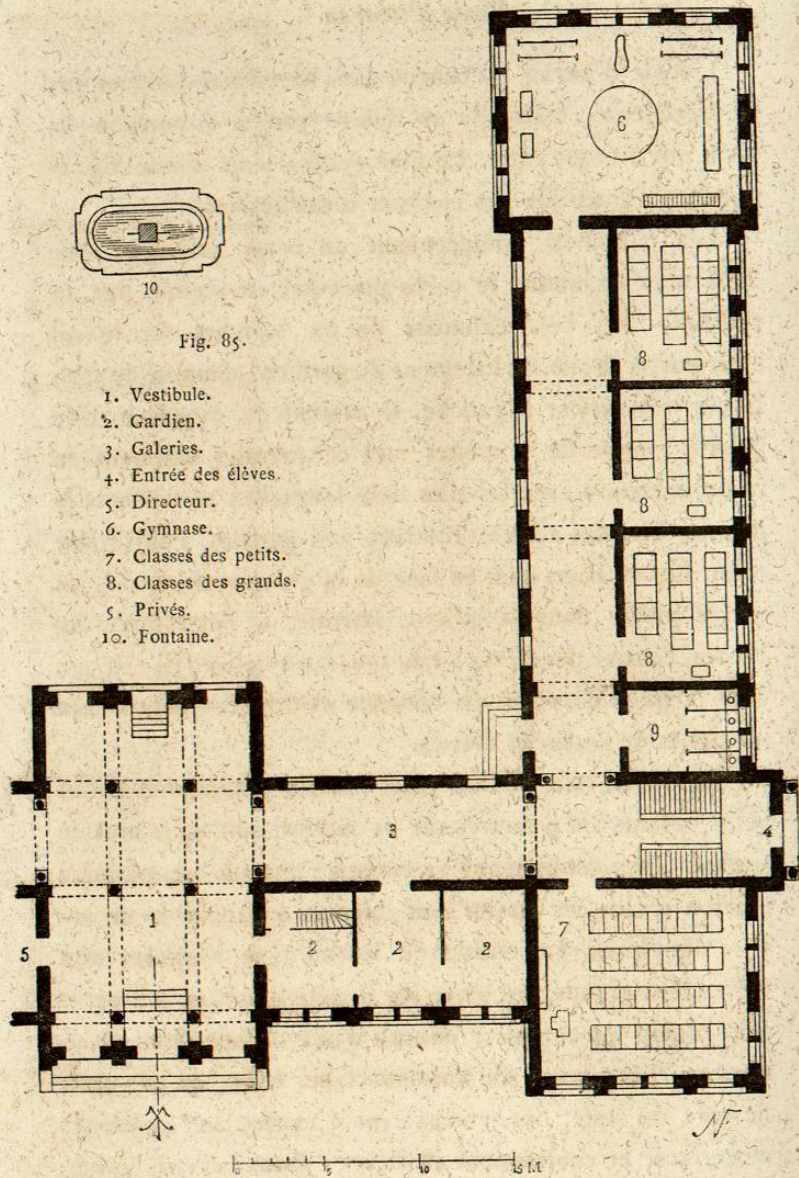 6
10
Fig. 85.
1. Vestibule.
2. Gardien.
3. Galeries.
4. Entrée des élèves.
5. Directeur.
6. Gymnase.
7. Classes des petits.
8. Classes des grands.
5. Privés.
10. Fontaine.
8
8
8
9
3
4
1
5
2
2
2
7
5
10
15 M